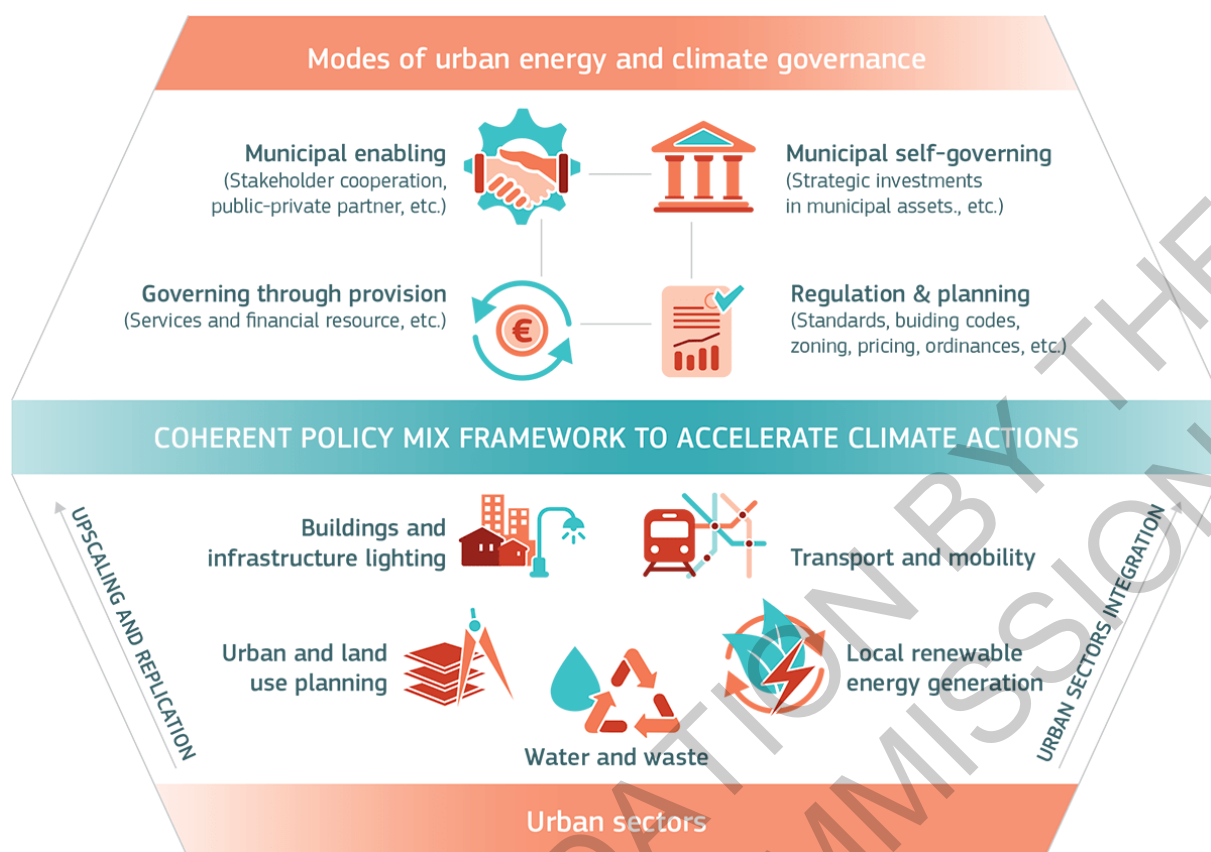 Modes of urban energy and climate governance
Municipal enabling
(Stakeholder cooperation,
public-private partner, etc.)
Municipal self-governing
(Strategic investments
in municipal assets., etc.)
Governing through provision
(Services and financial resource, etc.)
€
Regulation & planning
(Standards, buiding codes,
zoning, pricing, ordinances, etc.)
COHERENT POLICY MIX FRAMEWORK TO ACCELERATE CLIMATE ACTIONS
UPSCALING AND REPLICATION
Buildings and
infrastructure lighting
Transport and mobility
Urban and land
use planning
Local renewable
energy generation
Water and waste
URBAN SECTORS INTEGRATION
Urban sectors
BY THE